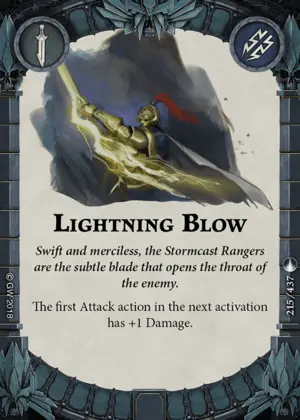 Lightning Blow
Swift and merciless, the Stormcast Rangers
are the subtle blade that opens the throat of
the enemy.
The first Attack action in the next activation
has +1 Damage.
© GW 2018
215/437